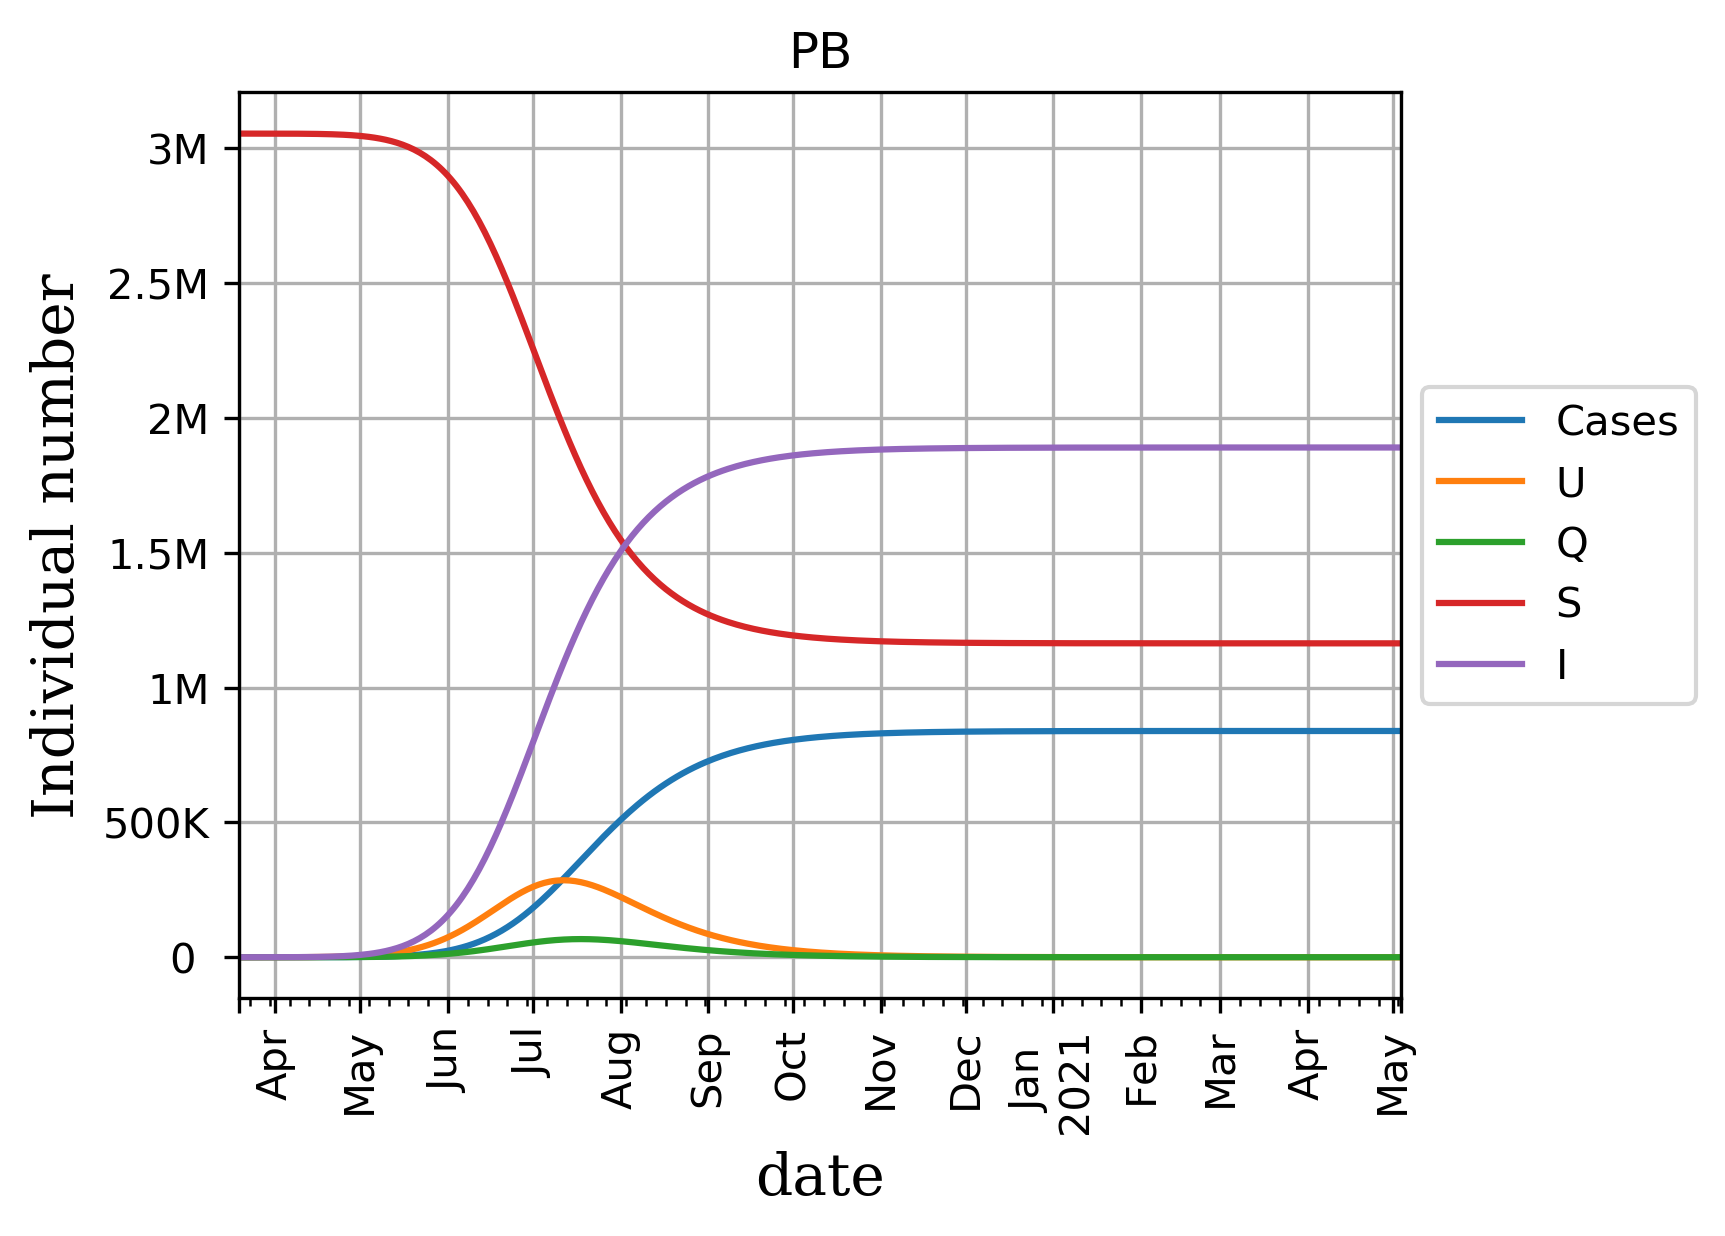 PB
Individual number
3M
2.5M
2M
1.5M
1M
500K
0
Apr
May
Jun
Jul
Aug
Sep
Oct
Nov
Dec
Jan
2021
Feb
Mar
Apr
May
date
Cases
U
Q
S
I